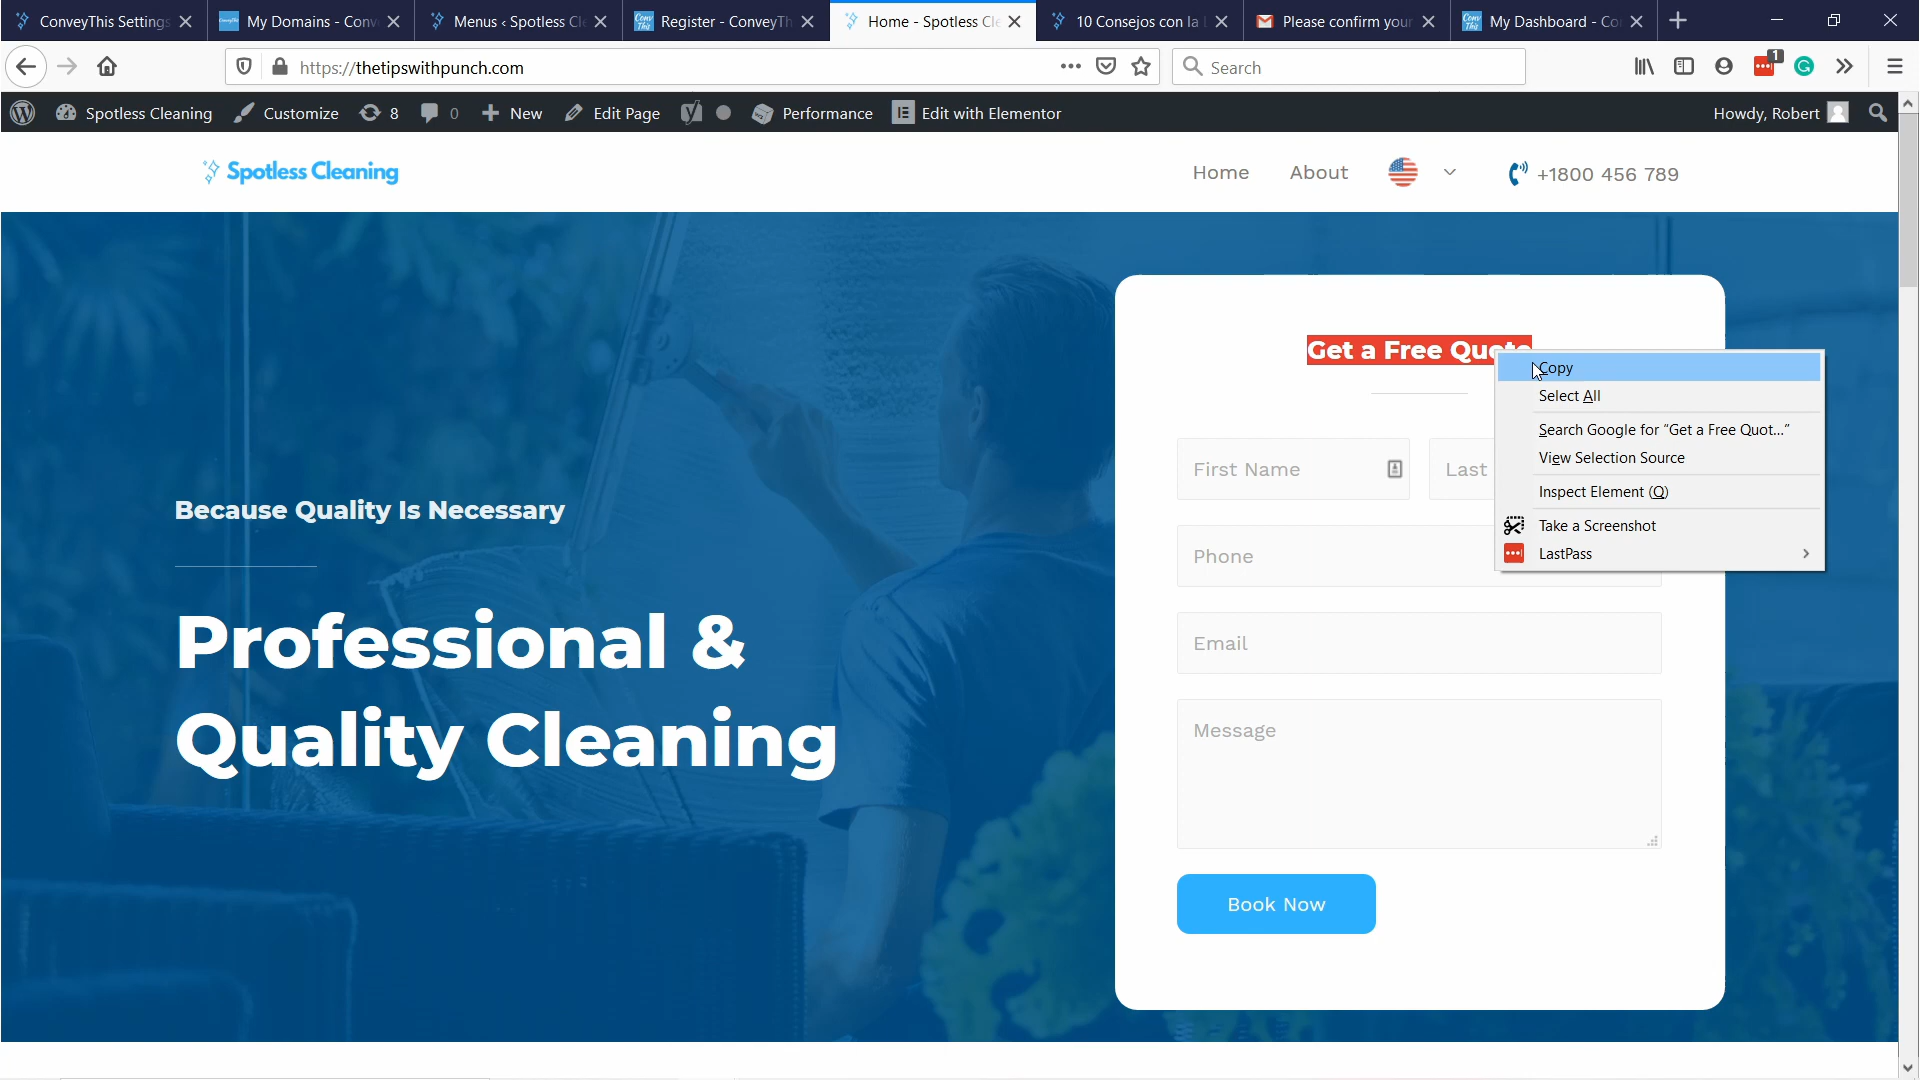 ConveyThis Settings
My Domains - Conv
Menus ‹ Spotless Cl
Register - ConveyTh
Home - Spotless Cle
10 Consejos con la
Please confirm your
My Dashboard - Co
https://thetipswithpunch.com
Search
1
Spotless Cleaning
Customize
8
0
New
Edit Page
Performance
Edit with Elementor
Howdy, Robert
Spotless Cleaning
Home
About
+1800 456 789
Get a Free Quote
Copy
Select All
Search Google for “Get a Free Quot...”
View Selection Source
Inspect Element (Q)
Take a Screenshot
LastPass
First Name
Last
Phone
Email
Message
Book Now
Because Quality Is Necessary
Professional &
Quality Cleaning